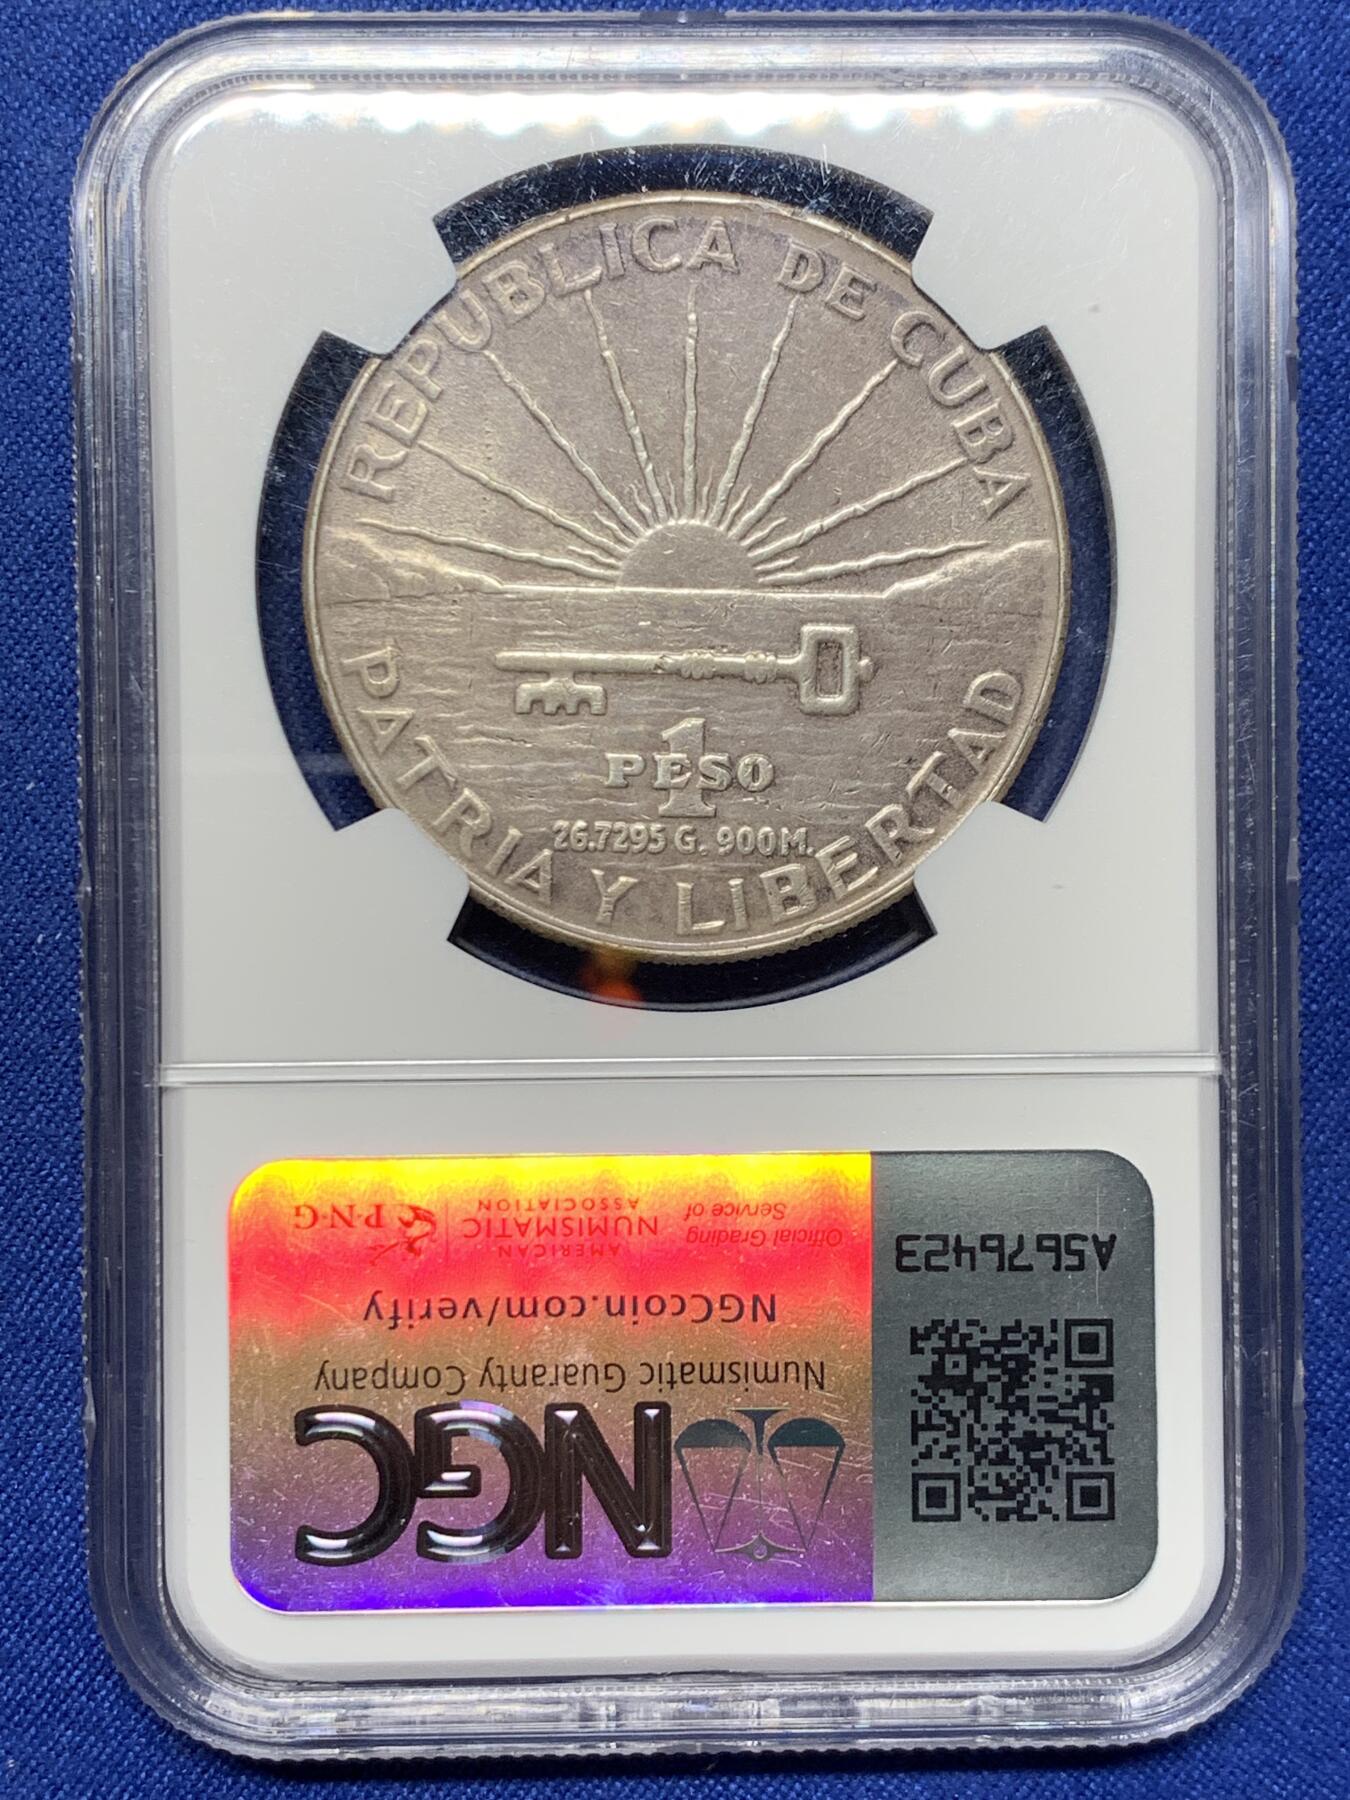 REPUBLICA DE CUBA
1
PESO
26.7295 G. 900M.
PATRIA Y LIBERTAD
NGC
Numismatic Guaranty Company
NGCcoin.com/verify
Official Grading
Service of
AMERICAN
NUMISMATIC
ASSOCIATION
P·N·G
A5676423